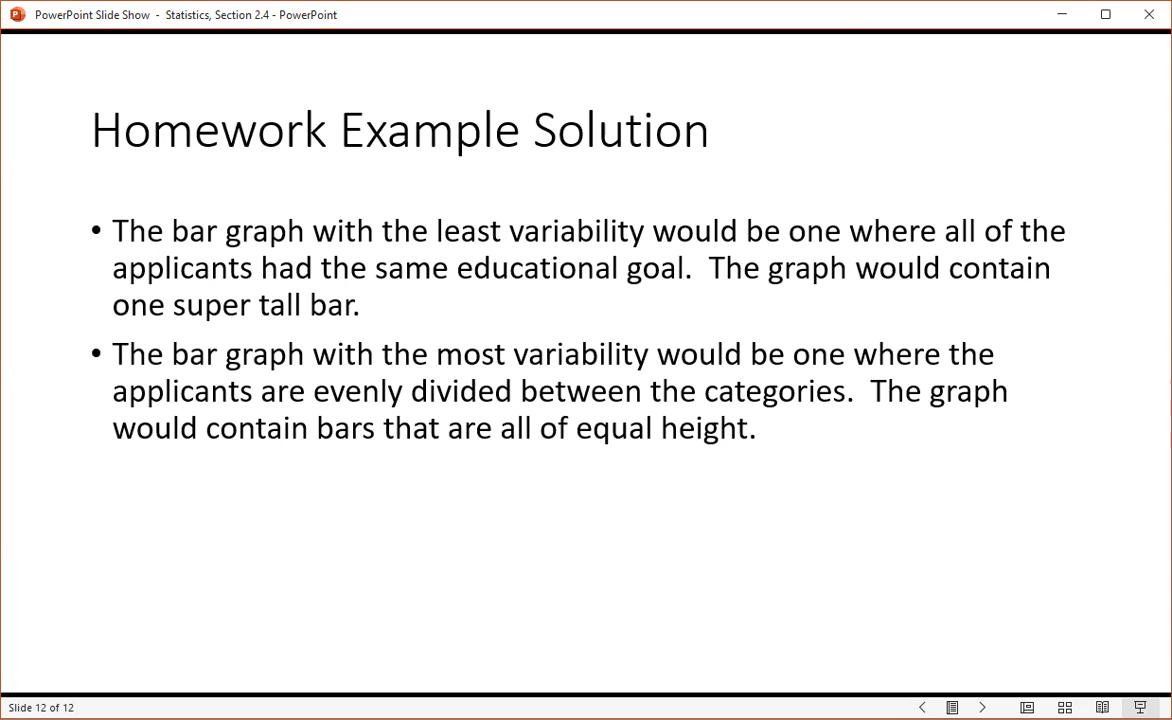 PowerPoint Slide Show - Statistics, Section 2.4 - PowerPoint
Homework Example Solution
• The bar graph with the least variability would be one where all of the
applicants had the same educational goal.  The graph would contain
one super tall bar.
• The bar graph with the most variability would be one where the
applicants are evenly divided between the categories.  The graph
would contain bars that are all of equal height.
Slide 12 of 12